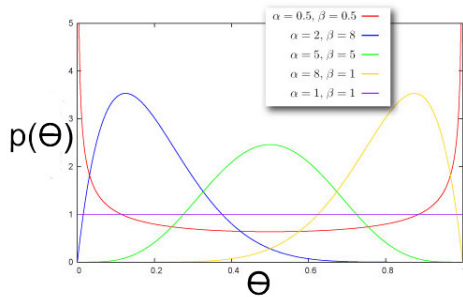 α = 0.5, β = 0.5
α = 2, β = 8
α = 5, β = 5
α = 8, β = 1
α = 1, β = 1
5
4
3
2
1
0
p(Θ)
0
0.2
0.4
0.6
0.8
Θ